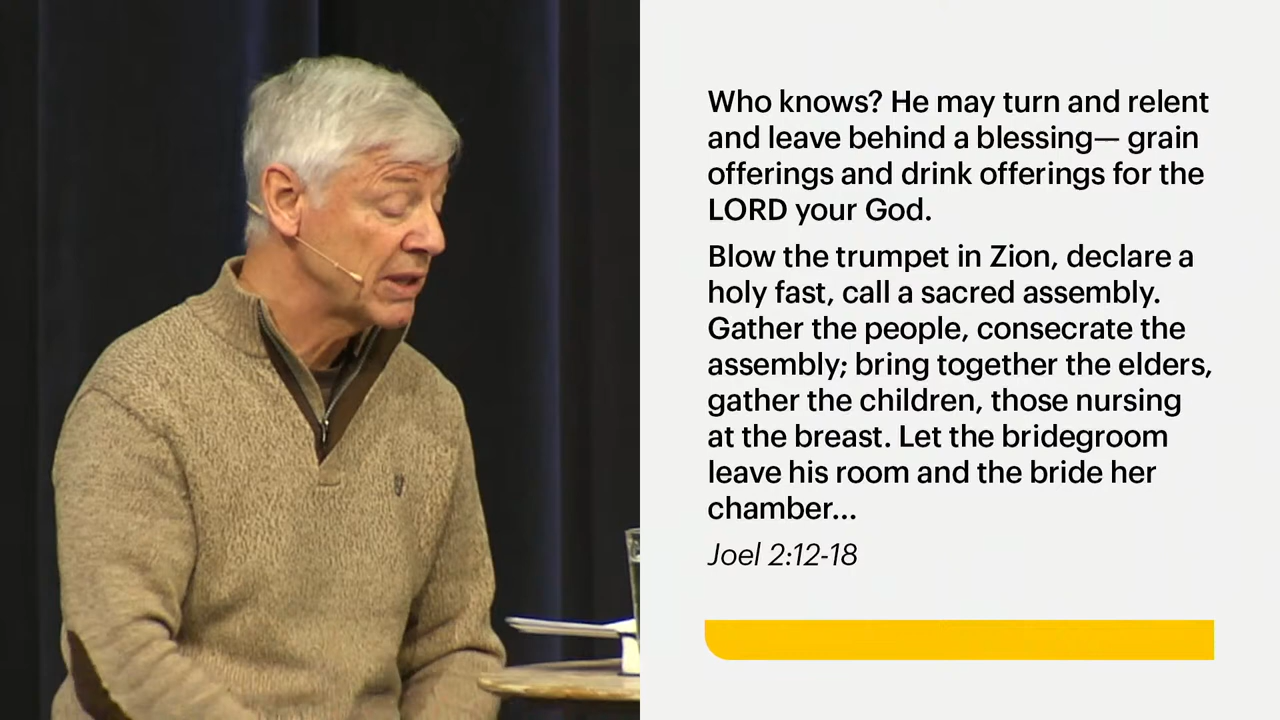 Who knows? He may turn and relent
and leave behind a blessing— grain
offerings and drink offerings for the
LORD your God.
Blow the trumpet in Zion, declare a
holy fast, call a sacred assembly.
Gather the people, consecrate the
assembly; bring together the elders,
gather the children, those nursing
at the breast. Let the bridegroom
leave his room and the bride her
chamber...
Joel 2:12-18